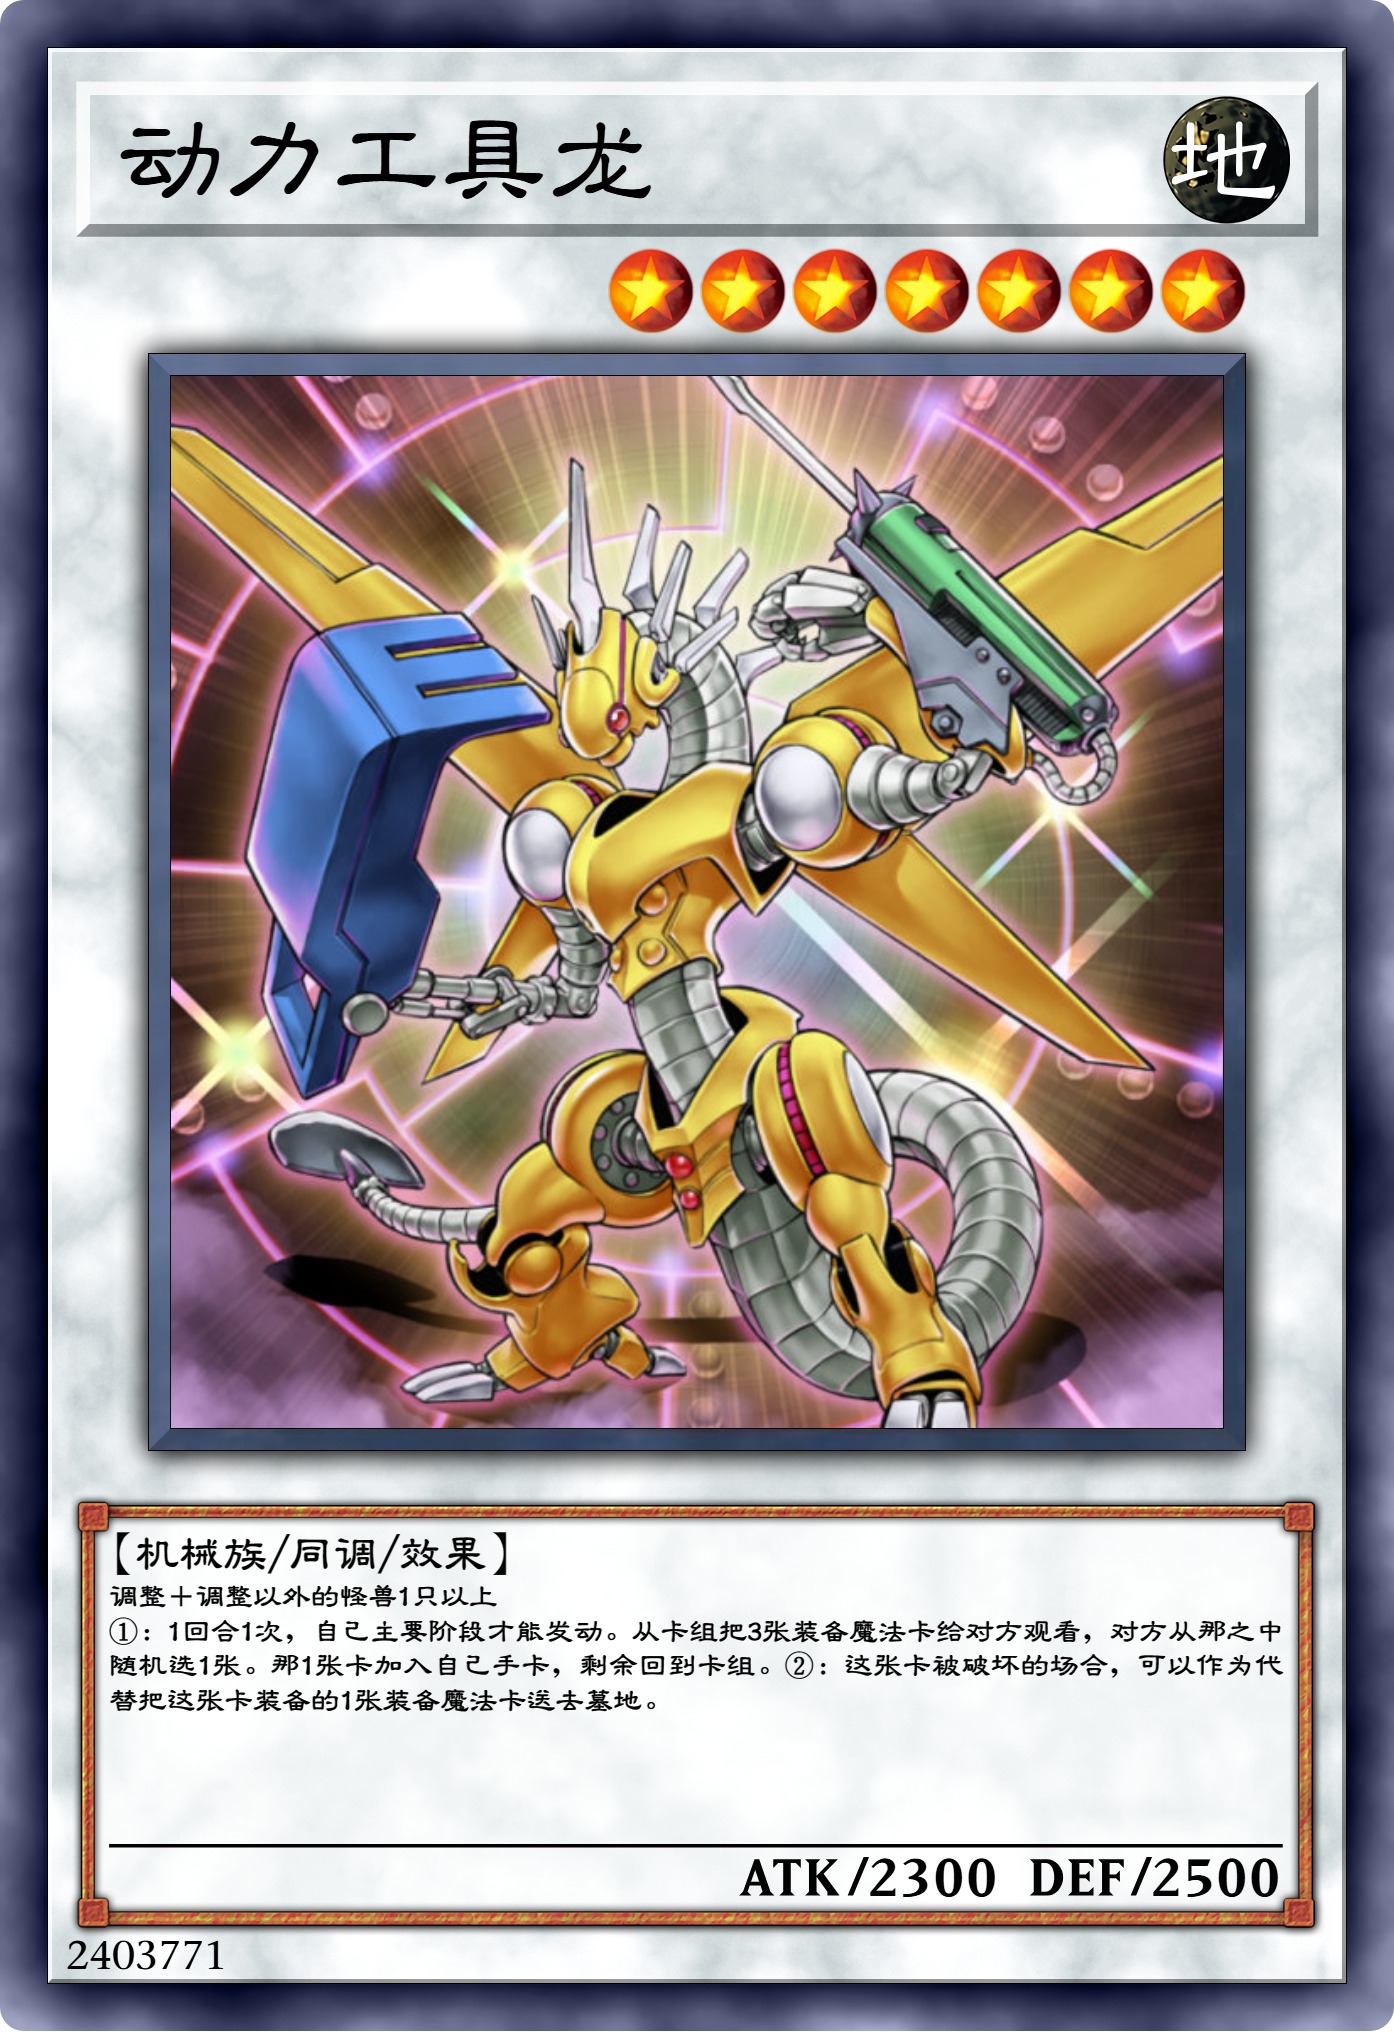 动力工具龙
地
【机械族/同调/效果】
调整＋调整以外的怪兽1只以上
①：1回合1次，自己主要阶段才能发动。从卡组把3张装备魔法卡给对方观看，对方从那之中
随机选1张。那1张卡加入自己手卡，剩余回到卡组。②：这张卡被破坏的场合，可以作为代
替把这张卡装备的1张装备魔法卡送去墓地。
ATK/2300 DEF/2500
2403771